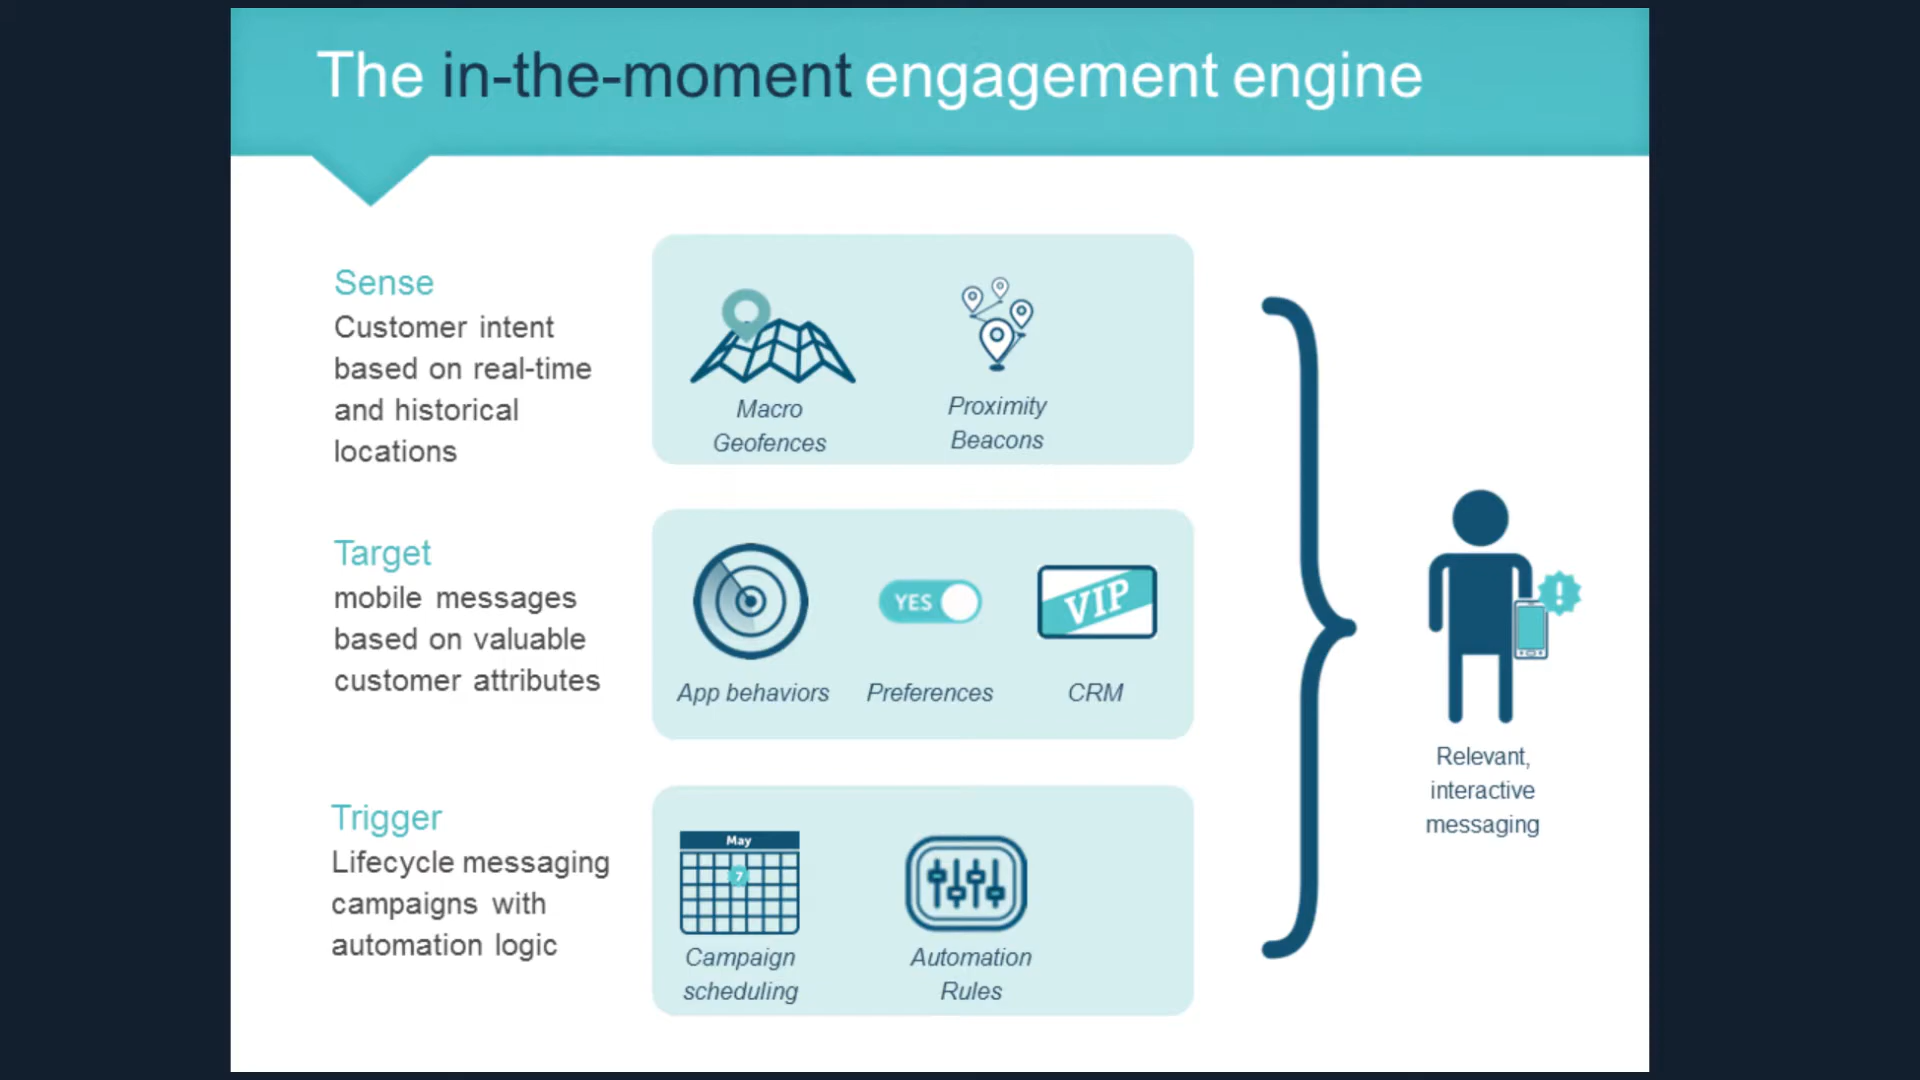 The in-the-moment engagement engine
Sense
Customer intent
based on real-time
and historical
locations
Macro
Geofences
Proximity
Beacons
Target
mobile messages
based on valuable
customer attributes
YES
VIP
App behaviors
Preferences
CRM
Trigger
Lifecycle messaging
campaigns with
automation logic
May
7
Campaign
scheduling
Automation
Rules
!
Relevant,
interactive
messaging